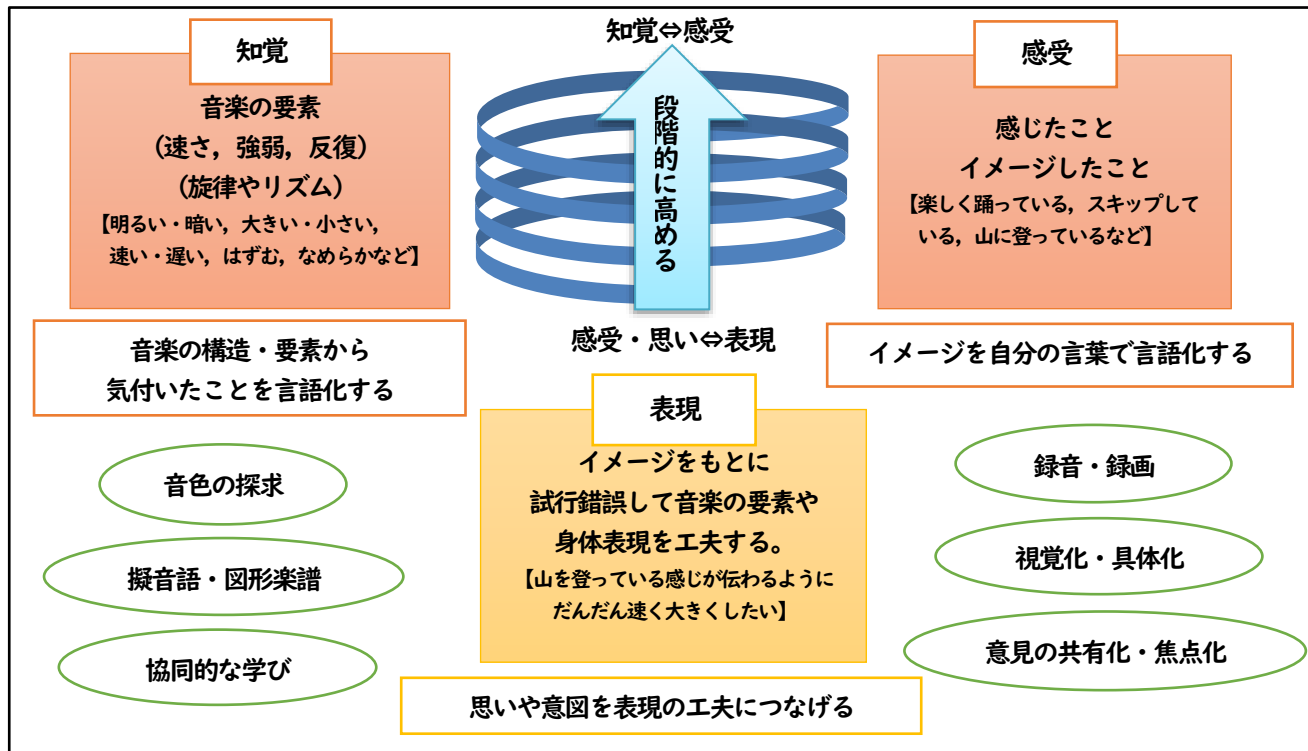 知覚
音楽の要素
(速さ，強弱，反復)
(旋律やリズム)
【明るい・暗い，大きい・小さい，
速い・遅い，はずむ，なめらかなど】
音楽の構造・要素から
気付いたことを言語化する
知覚⇔感受
段階的に高める
感受・思い⇔表現
感受
感じたこと
イメージしたこと
【楽しく踊っている，スキップして
いる，山に登っているなど】
イメージを自分の言葉で言語化する
表現
イメージをもとに
試行錯誤して音楽の要素や
身体表現を工夫する。
【山を登っている感じが伝わるように
だんだん速く大きくしたい】
思いや意図を表現の工夫につなげる
音色の探求
擬音語・図形楽譜
協同的な学び
録音・録画
視覚化・具体化
意見の共有化・焦点化